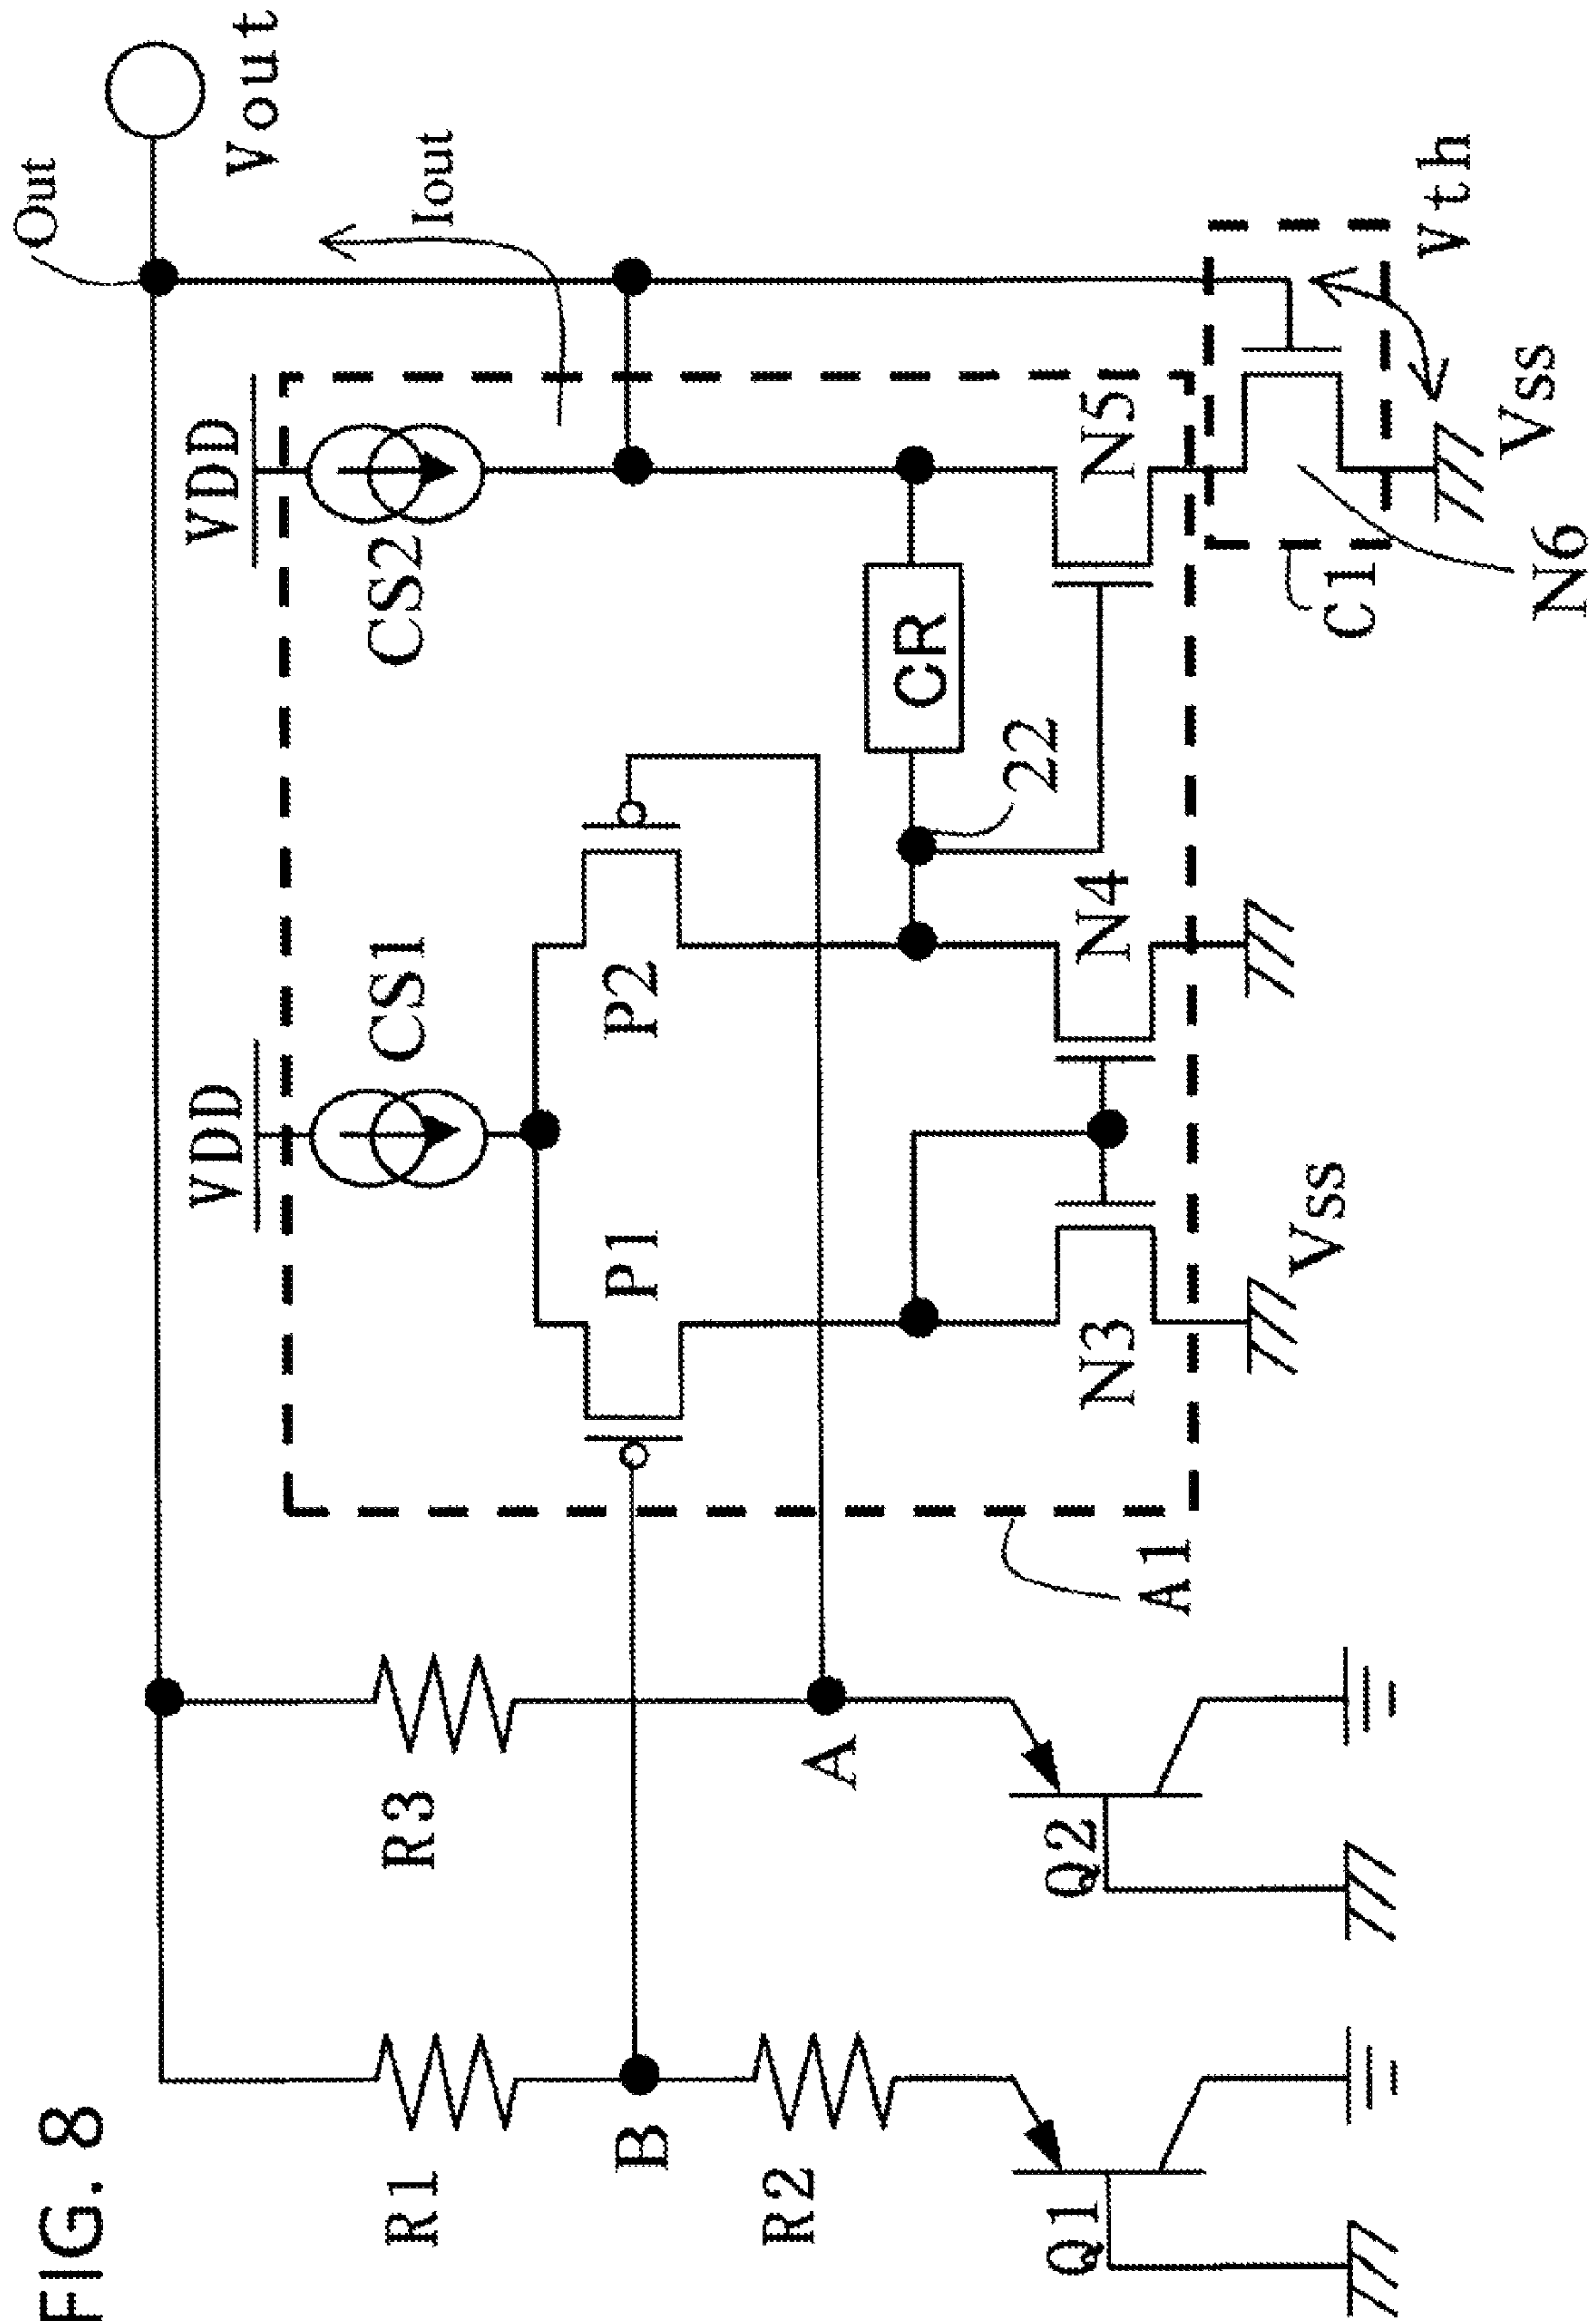 FIG. 8
Out
Vout
VDD
VDD
Iout
CS1
CS2
R1
R3
P1
P2
B
A
CR
22
R2
Q1
Q2
N3
N4
N5
A1
Vss
C1
Vth
N6
Vss